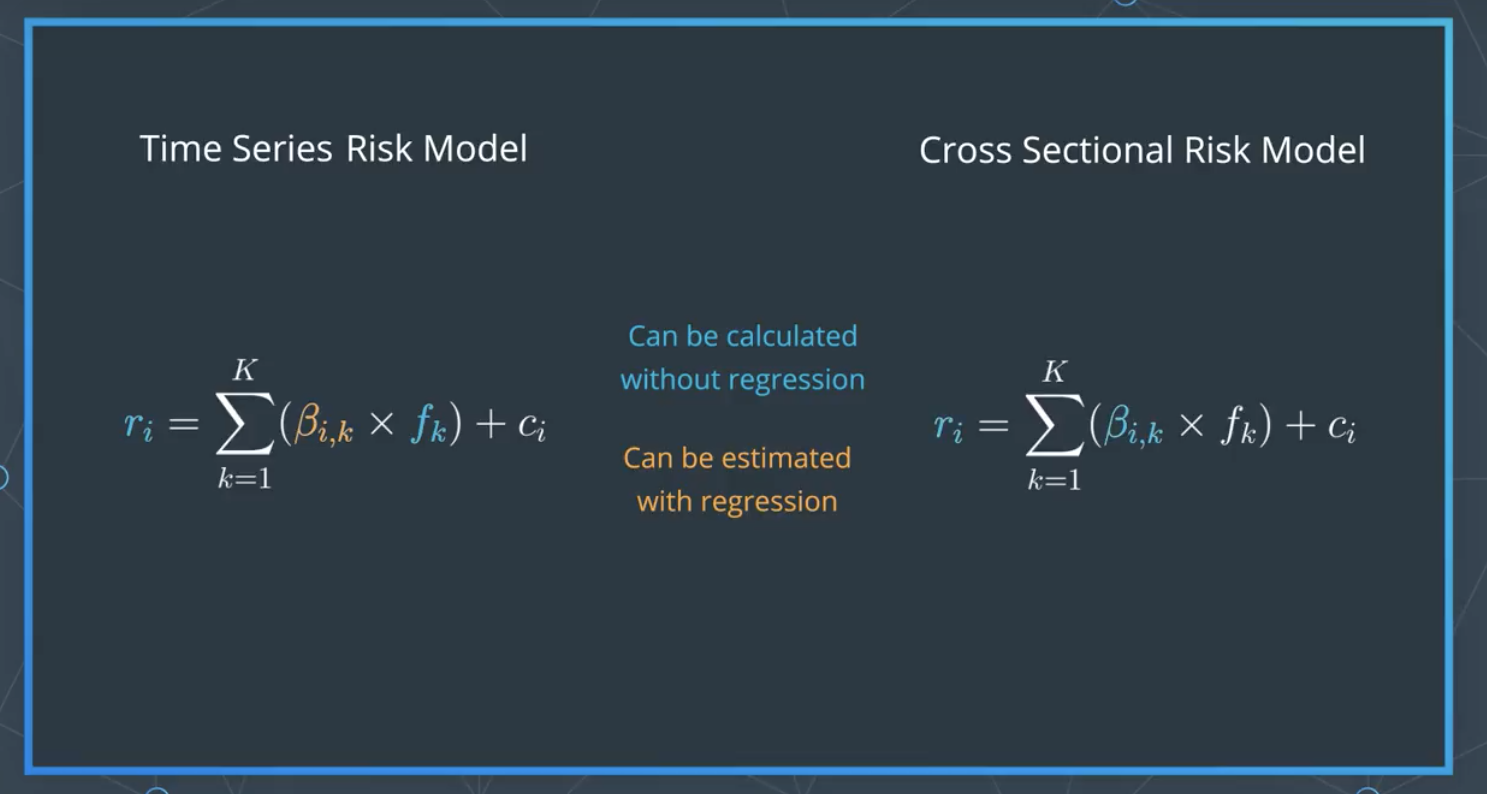 Time Series Risk Model
Cross Sectional Risk Model
Can be calculated
without regression
Can be estimated
with regression
$r_i = \sum_{k=1}^{K} (\beta_{i,k} \times f_k) + c_i$
$r_i = \sum_{k=1}^{K} (\beta_{i,k} \times f_k) + c_i$